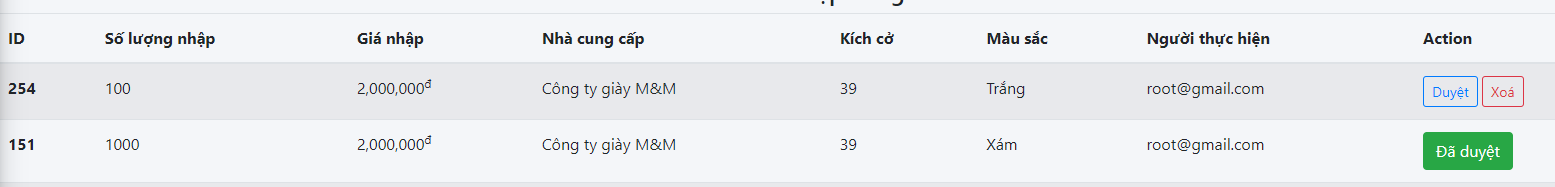 ID Số lượng nhập Giá nhập Nhà cung cấp Kích cở Màu sắc Người thực hiện Action
254 100 2,000,000đ Công ty giày M&M 39 Trắng root@gmail.com Duyệt Xoá
151 1000 2,000,000đ Công ty giày M&M 39 Xám root@gmail.com Đã duyệt